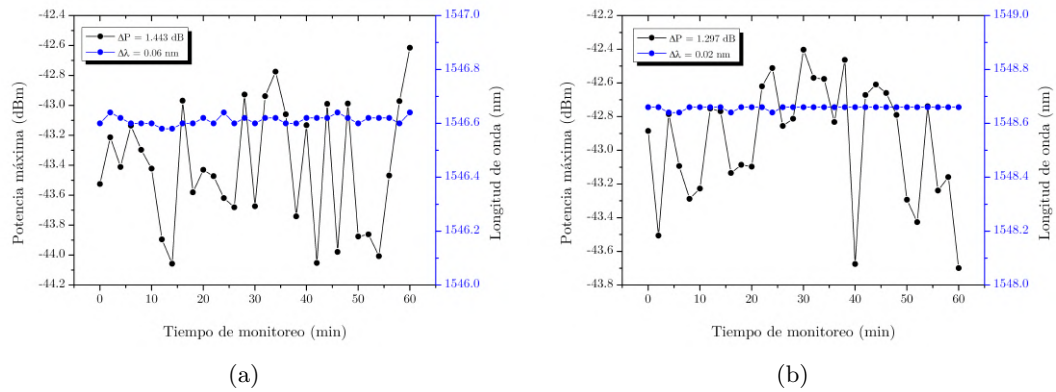 ΔP = 1.443 dB
Δλ = 0.06 nm
Potencia máxima (dBm)
-42.4
-42.6
-42.8
-43.0
-43.2
-43.4
-43.6
-43.8
-44.0
-44.2
1547.0
1546.8
1546.6
1546.4
1546.2
1546.0
Longitud de onda (nm)
0 10 20 30 40 50 60
Tiempo de monitoreo (min)
(a)
ΔP = 1.297 dB
Δλ = 0.02 nm
Potencia máxima (dBm)
-42.2
-42.4
-42.6
-42.8
-43.0
-43.2
-43.4
-43.6
-43.8
1549.0
1548.8
1548.6
1548.4
1548.2
1548.0
Longitud de onda (nm)
0 10 20 30 40 50 60
Tiempo de monitoreo (min)
(b)